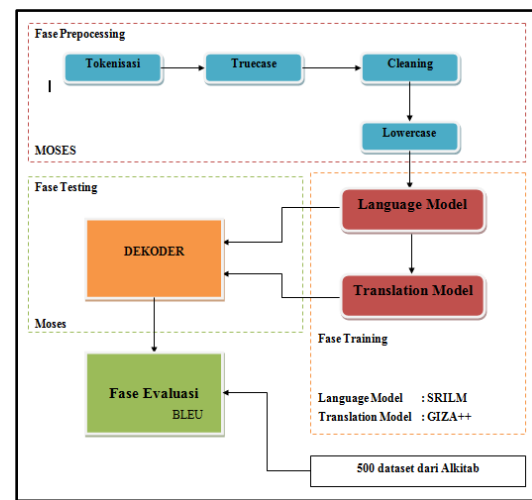 Fase Prepocessing
Tokenisasi
Truecase
Cleaning
Lowercase
MOSES
Fase Testing
Language Model
DEKODER
Translation Model
Moses
Fase Training
Fase Evaluasi
BLEU
Language Model : SRILM
Translation Model : GIZA++
500 dataset dari Alkitab